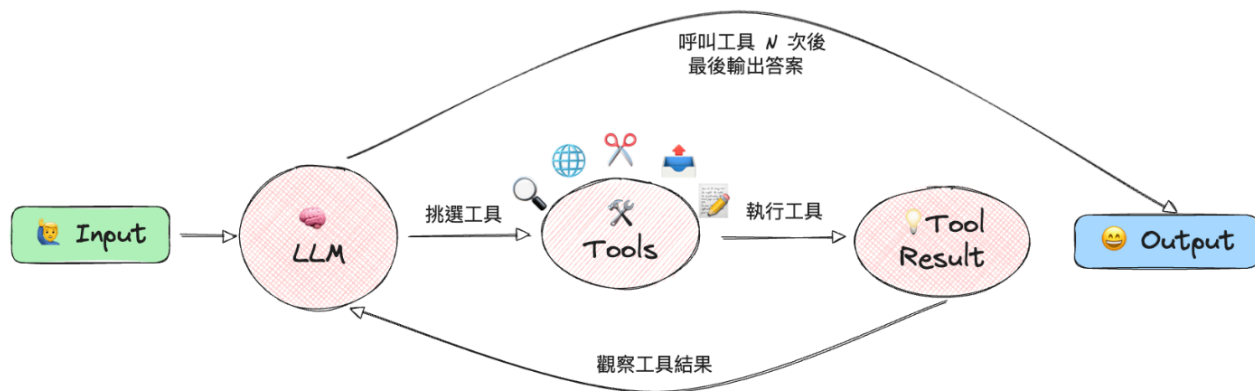 呼叫工具 N 次後
最後輸出答案
Input
LLM
挑選工具
Tools
執行工具
Tool
Result
Output
觀察工具結果